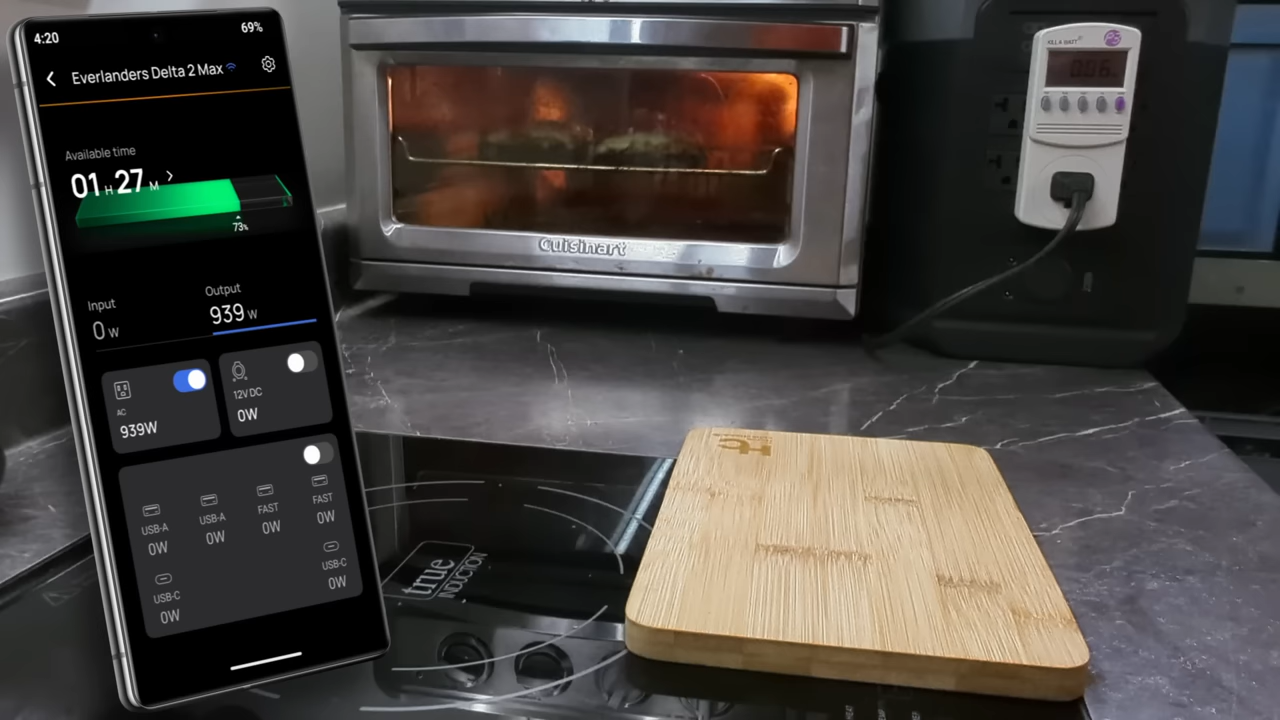 4:20
69%
Everlanders Delta 2 Max
Available time
01 H 27 M
73%
Input
0 W
Output
939 W
AC
939W
12V DC
0W
USB-A
0W
USB-A
0W
FAST
0W
FAST
0W
USB-C
0W
USB-C
0W
Cuisinart
KILL A WATT
P3
true
INDUCTION